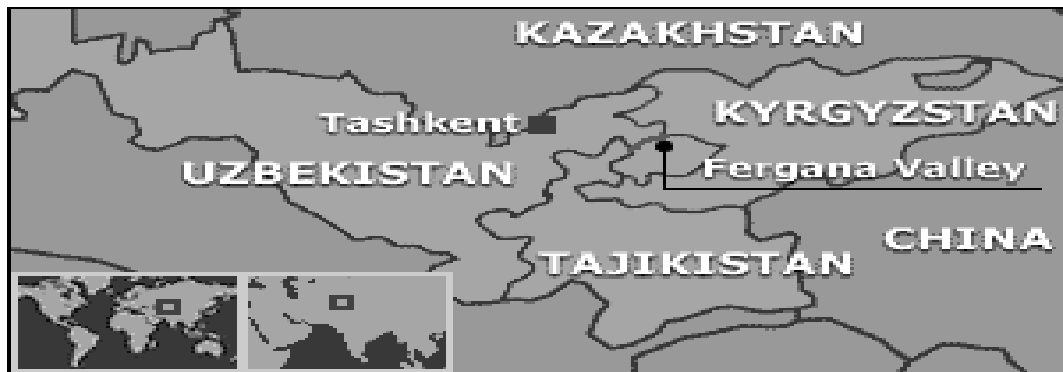 KAZAKHSTAN
KYRGYZSTAN
Tashkent
UZBEKISTAN
Fergana Valley
CHINA
TAJIKISTAN